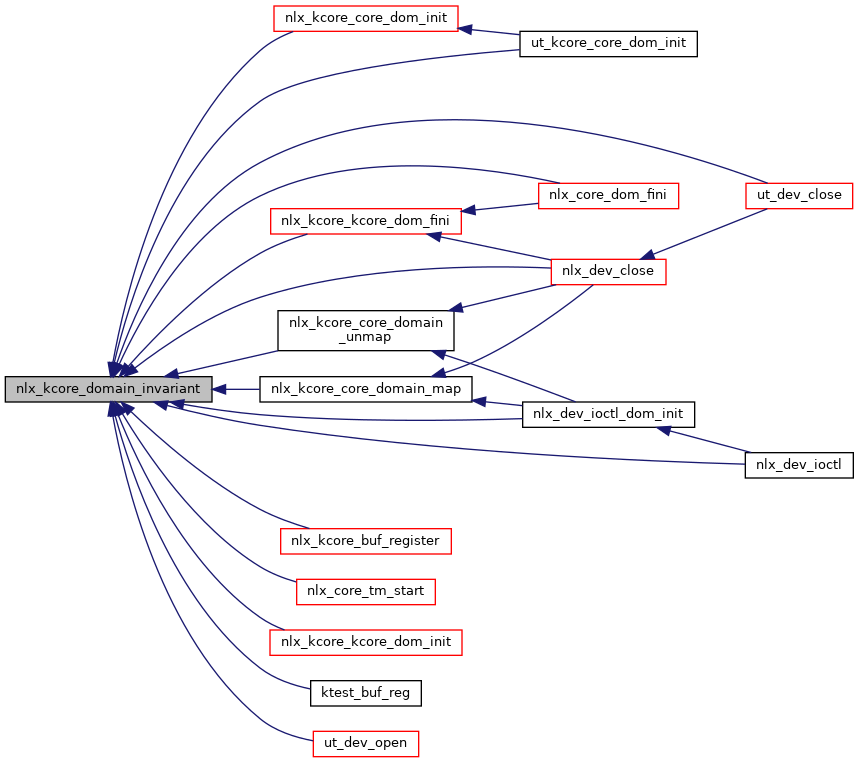 nlx_kcore_core_dom_init
ut_kcore_core_dom_init
ut_dev_close
nlx_core_dom_fini
nlx_kcore_kcore_dom_fini
nlx_dev_close
nlx_kcore_core_domain
_unmap
nlx_kcore_domain_invariant
nlx_kcore_core_domain_map
nlx_dev_ioctl_dom_init
nlx_dev_ioctl
nlx_kcore_buf_register
nlx_core_tm_start
nlx_kcore_kcore_dom_init
ktest_buf_reg
ut_dev_open